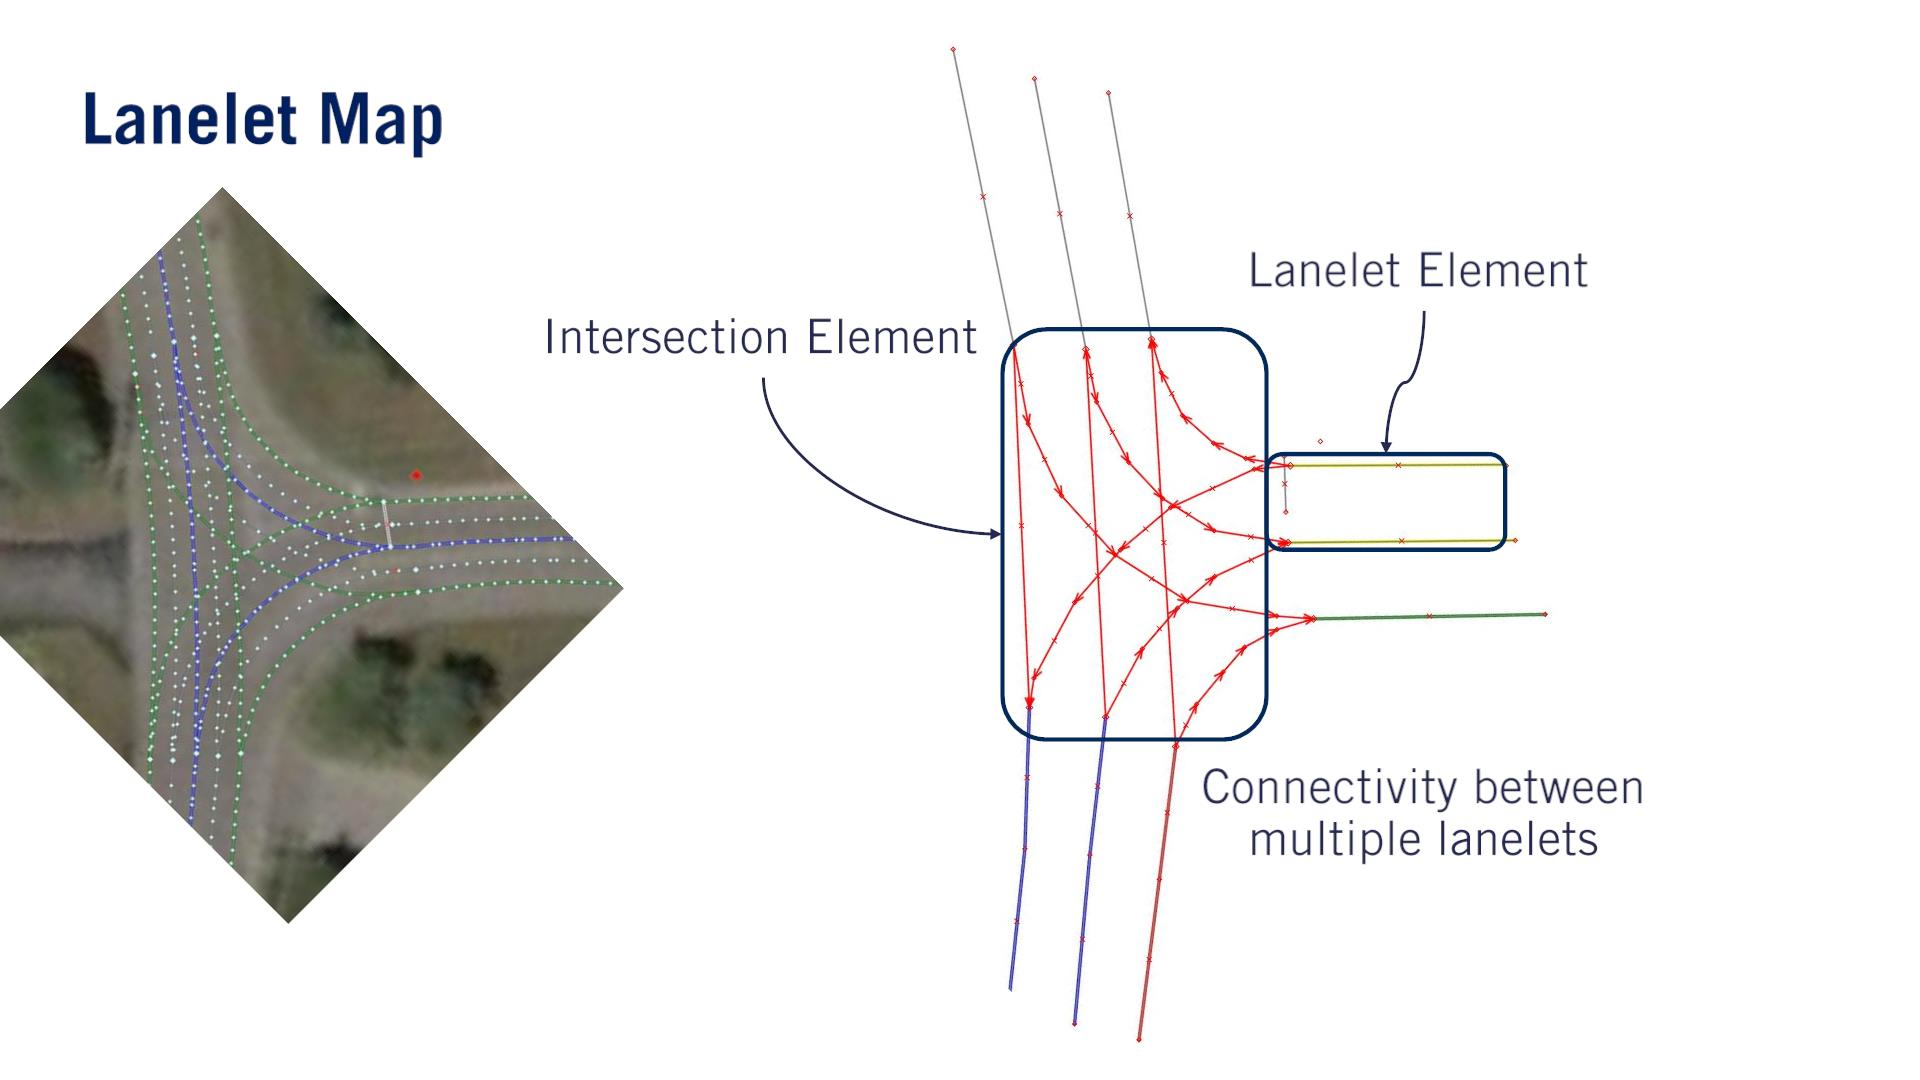 Lanelet Map
Lanelet Element
Intersection Element
Connectivity between
multiple lanelets